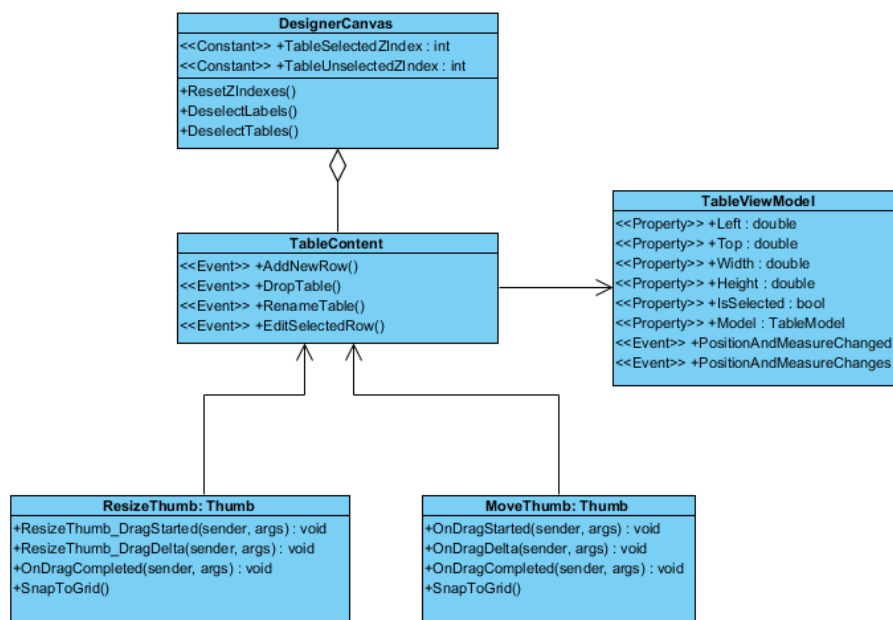 DesignerCanvas
<<Constant>> +TableSelectedZIndex : int
<<Constant>> +TableUnselectedZIndex : int
+ResetZIndexes()
+DeselectLabels()
+DeselectTables()
TableViewModel
<<Property>> +Left : double
<<Property>> +Top : double
<<Property>> +Width : double
<<Property>> +Height : double
<<Property>> +IsSelected : bool
<<Property>> +Model : TableModel
<<Event>> +PositionAndMeasureChanged
<<Event>> +PositionAndMeasureChanges
TableContent
<<Event>> +AddNewRow()
<<Event>> +DropTable()
<<Event>> +RenameTable()
<<Event>> +EditSelectedRow()
ResizeThumb: Thumb
+ResizeThumb_DragStarted(sender, args) : void
+ResizeThumb_DragDelta(sender, args) : void
+OnDragCompleted(sender, args) : void
+SnapToGrid()
MoveThumb: Thumb
+OnDragStarted(sender, args) : void
+OnDragDelta(sender, args) : void
+OnDragCompleted(sender, args) : void
+SnapToGrid()